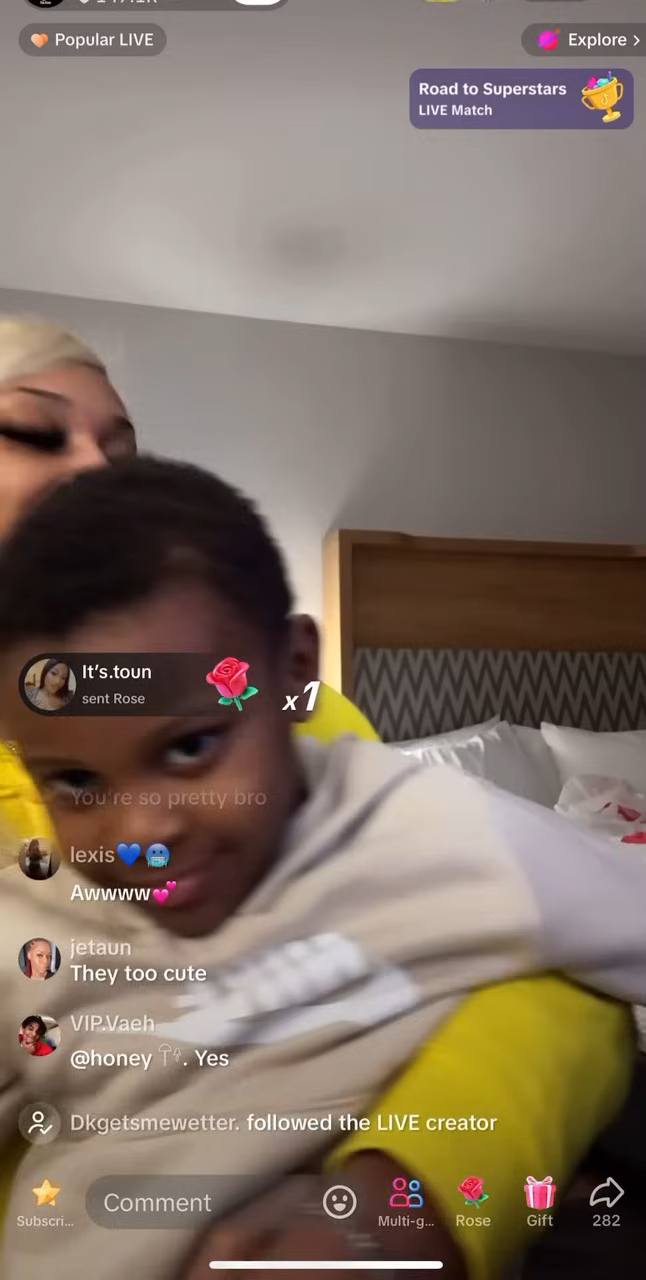 Popular LIVE
Explore >
Road to Superstars
LIVE Match
It's.toun
sent Rose
x1
You're so pretty bro
lexis💙🥶
Awwww💕
jetaun
They too cute
VIP.Vaeh
@honey . Yes
Dkgetsmewetter. followed the LIVE creator
Comment
Subscri...
Multi-g...
Rose
Gift
282